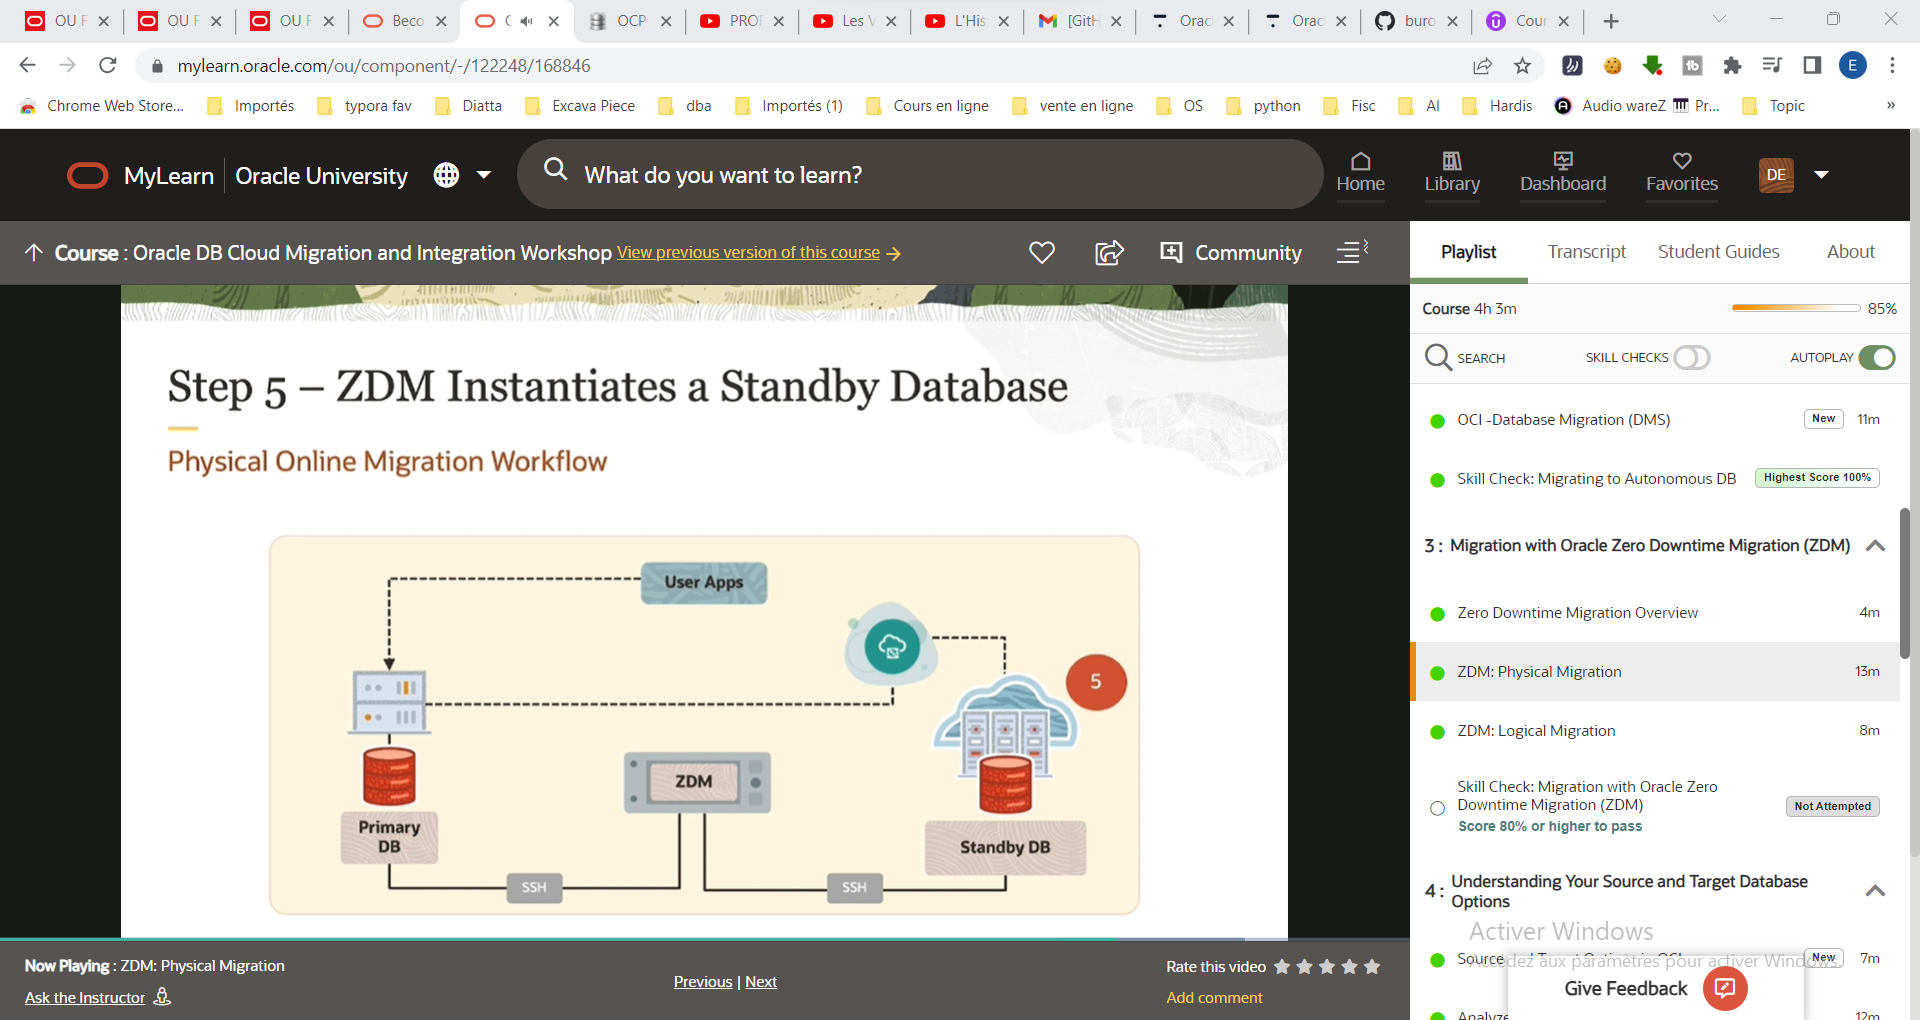 OU F
OU F
OU F
Beco
OCP
PROF
Les V
L'His
[GitH
Orac
Orac
buro
Cour
mylearn.oracle.com/ou/component/-/122248/168846
E
Chrome Web Store...
Importés
typora fav
Diatta
Excava Piece
dba
Importés (1)
Cours en ligne
vente en ligne
OS
python
Fisc
AI
Hardis
Audio wareZ
Pr...
Topic
»
MyLearn
Oracle University
What do you want to learn?
Home
Library
Dashboard
Favorites
DE
Course : Oracle DB Cloud Migration and Integration Workshop View previous version of this course →
Community
Playlist
Transcript
Student Guides
About
Course 4h 3m
85%
SEARCH
SKILL CHECKS
AUTOPLAY
Step 5 – ZDM Instantiates a Standby Database
Physical Online Migration Workflow
User Apps
5
ZDM
Primary
DB
Standby DB
SSH
SSH
OCI -Database Migration (DMS)
New
11m
Skill Check: Migrating to Autonomous DB
Highest Score 100%
3 : Migration with Oracle Zero Downtime Migration (ZDM)
Zero Downtime Migration Overview
4m
ZDM: Physical Migration
13m
ZDM: Logical Migration
8m
Skill Check: Migration with Oracle Zero
Downtime Migration (ZDM)
Score 80% or higher to pass
Not Attempted
4 : Understanding Your Source and Target Database
Options
Activer Windows
Accédez aux paramètres pour activer Windows.
New
7m
12m
Now Playing : ZDM: Physical Migration
Ask the Instructor
Previous | Next
Rate this video
Add comment
Give Feedback